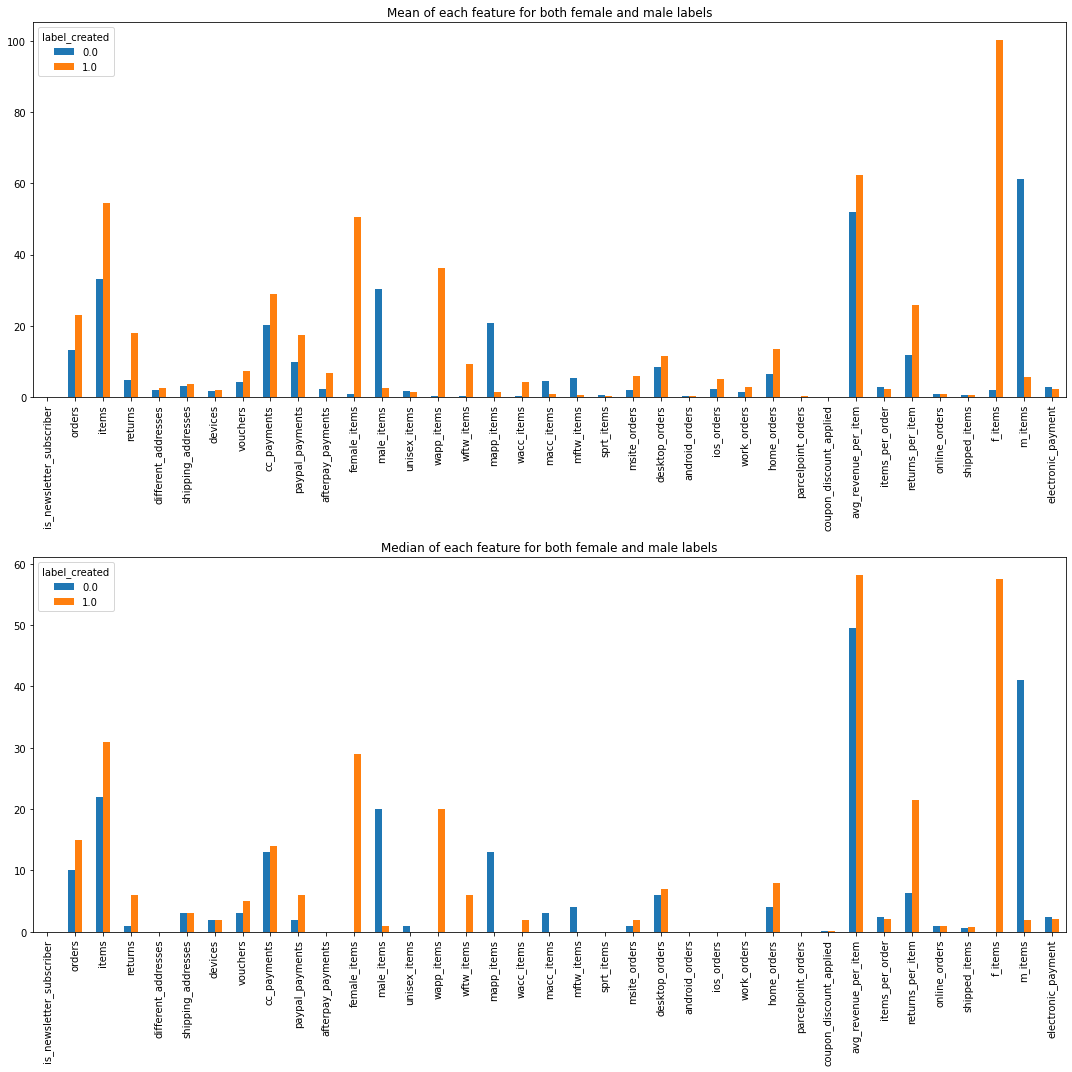 Mean of each feature for both female and male labels
label_created
0.0
1.0
100
80
60
40
20
0
is_newsletter_subscriber
orders
items
returns
different_addresses
shipping_addresses
devices
vouchers
cc_payments
paypal_payments
afterpay_payments
female_items
male_items
unisex_items
wapp_items
wftw_items
mapp_items
wacc_items
macc_items
mftw_items
sprt_items
msite_orders
desktop_orders
android_orders
ios_orders
work_orders
home_orders
parcelpoint_orders
coupon_discount_applied
avg_revenue_per_item
items_per_order
returns_per_item
online_orders
shipped_items
f_items
m_items
electronic_payment
Median of each feature for both female and male labels
label_created
0.0
1.0
60
50
40
30
20
10
0
is_newsletter_subscriber
orders
items
returns
different_addresses
shipping_addresses
devices
vouchers
cc_payments
paypal_payments
afterpay_payments
female_items
male_items
unisex_items
wapp_items
wftw_items
mapp_items
wacc_items
macc_items
mftw_items
sprt_items
msite_orders
desktop_orders
android_orders
ios_orders
work_orders
home_orders
parcelpoint_orders
coupon_discount_applied
avg_revenue_per_item
items_per_order
returns_per_item
online_orders
shipped_items
f_items
m_items
electronic_payment